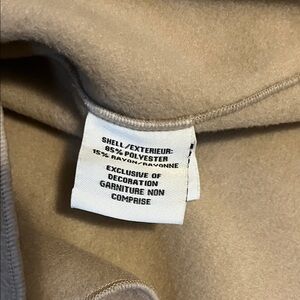 SHELL/EXTERIEUR:
85% POLYESTER
15% RAYON/RAYONNE
EXCLUSIVE OF
DECORATION
GARNITURE NON
COMPRISE